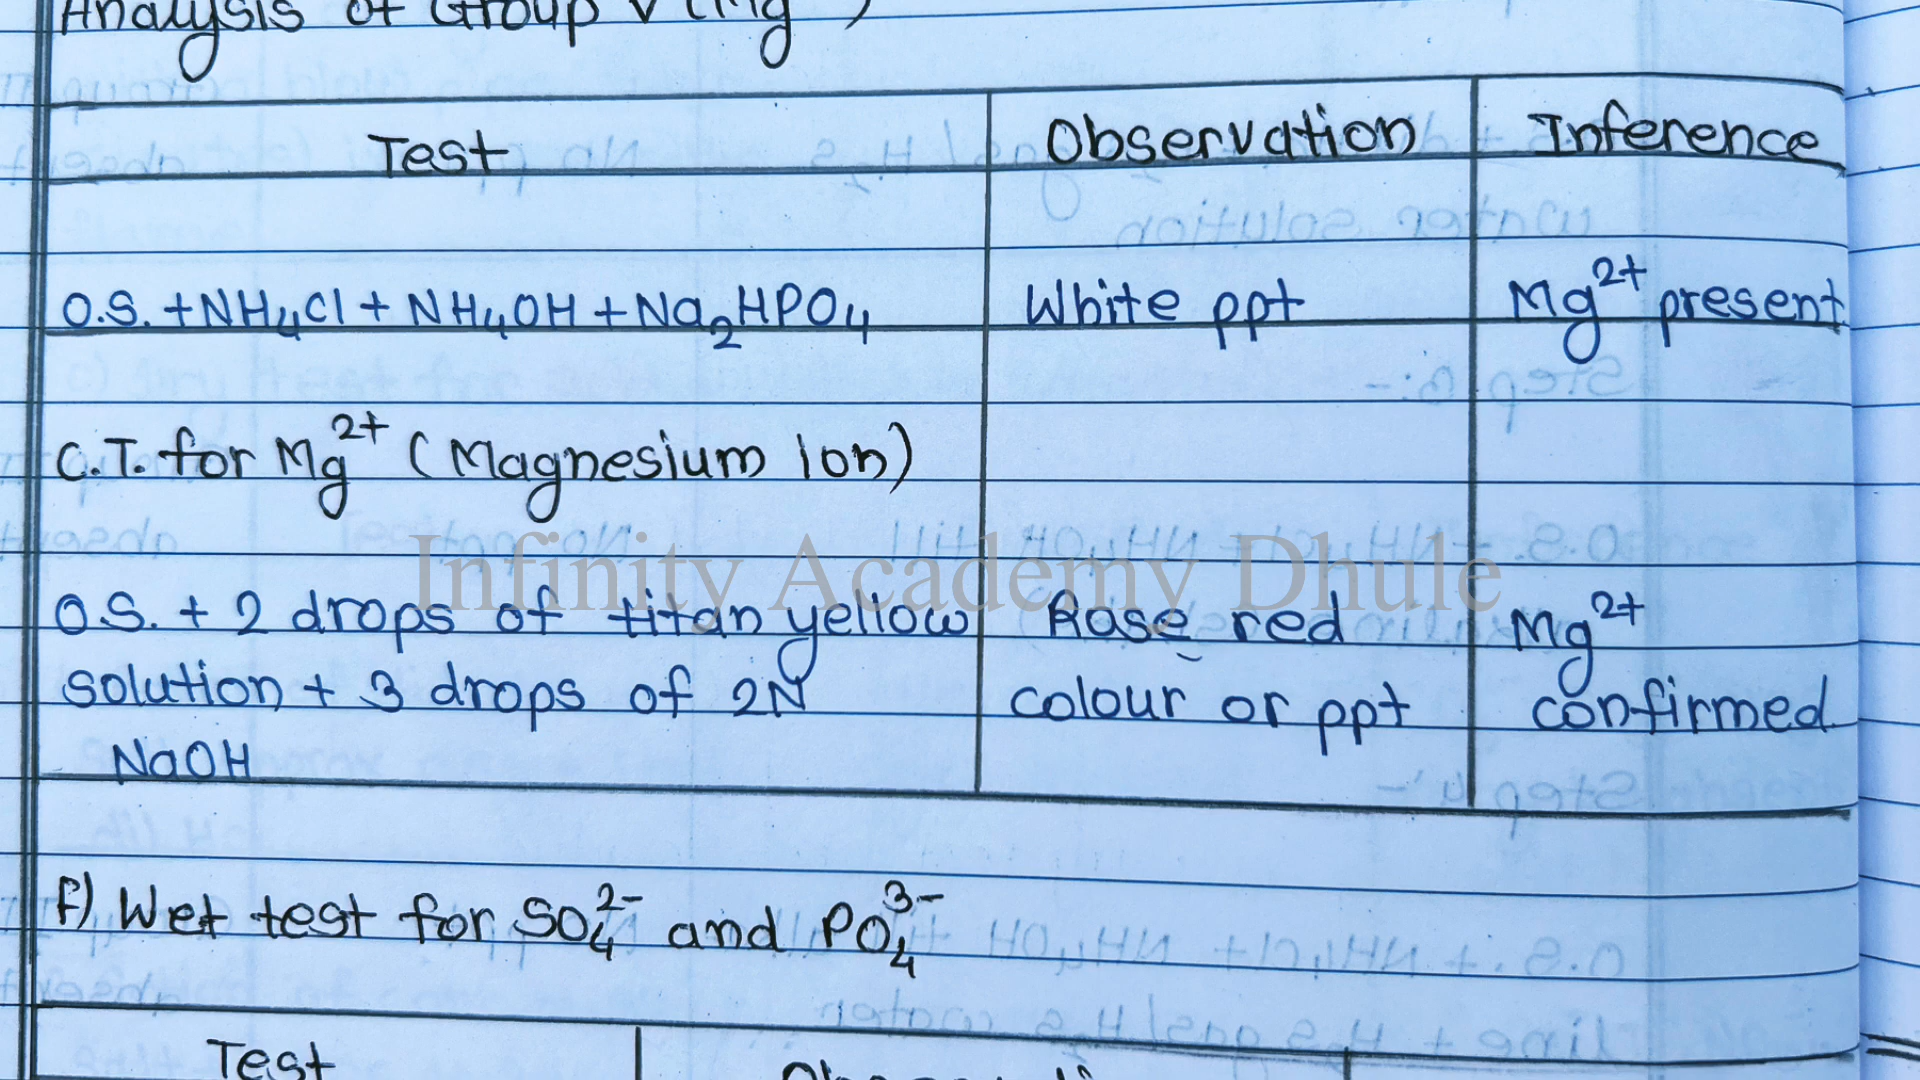 Analysis of Group V (Mg
Test Observation Inference
O.S. + NH₄Cl + NH₄OH + Na₂HPO₄ White ppt Mg²⁺ present
C.T. for Mg²⁺ (Magnesium ion)
Infinity Academy Dhule
O.S. + 2 drops of titan yellow Rose red Mg²⁺
solution + 3 drops of 2N colour or ppt confirmed
NaOH
f) Wet test for SO₄²⁻ and PO₄³⁻
Test